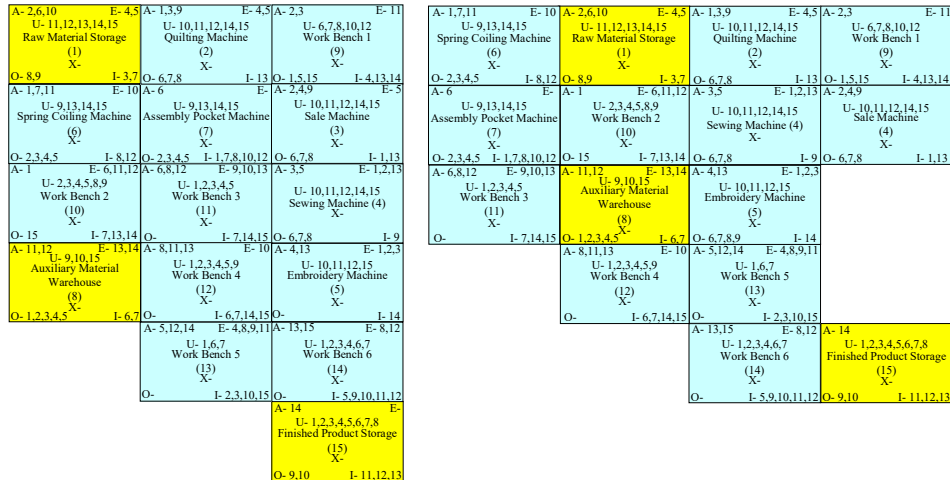 A- 2,6,10 E- 4,5
U- 11,12,13,14,15
Raw Material Storage
(1)
X-
O- 8,9 I- 3,7
A- 1,3,9 E- 4,5
U- 10,11,12,14,15
Quilting Machine
(2)
X-
O- 6,7,8 I- 13
A- 2,3 E- 11
U- 6,7,8,10,12
Work Bench 1
(9)
X-
O- 1,5,15 I- 4,13,14
A- 1,7,11 E- 10
U- 9,13,14,15
Spring Coiling Machine
(6)
X-
O- 2,3,4,5 I- 8,12
A- 6 E-
U- 9,13,14,15
Assembly Pocket Machine
(7)
X-
O- 2,3,4,5 I- 1,7,8,10,12
A- 2,4,9 E- 5
U- 10,11,12,14,15
Sale Machine
(3)
X-
O- 6,7,8 I- 1,13
A- 1 E- 6,11,12
U- 2,3,4,5,8,9
Work Bench 2
(10)
X-
O- 15 I- 7,13,14
A- 6,8,12 E- 9,10,13
U- 1,2,3,4,5
Work Bench 3
(11)
X-
O- I- 7,14,15
A- 3,5 E- 1,2,13
U- 10,11,12,14,15
Sewing Machine (4)
X-
O- 6,7,8 I- 9
A- 11,12 E- 13,14
U- 9,10,15
Auxiliary Material
Warehouse
(8)
X-
O- 1,2,3,4,5 I- 6,7
A- 8,11,13 E- 10
U- 1,2,3,4,5,9
Work Bench 4
(12)
X-
O- I- 6,7,14,15
A- 4,13 E- 1,2,3
U- 10,11,12,15
Embroidery Machine
(5)
X-
O- I- 14
A- 5,12,14 E- 4,8,9,11
U- 1,6,7
Work Bench 5
(13)
X-
O- I- 2,3,10,15
A- 13,15 E- 8,12
U- 1,2,3,4,6,7
Work Bench 6
(14)
X-
O- I- 5,9,10,11,12
A- 14 E-
U- 1,2,3,4,5,6,7,8
Finished Product Storage
(15)
X-
O- 9,10 I- 11,12,13
A- 1,7,11 E- 10
U- 9,13,14,15
Spring Coiling Machine
(6)
X-
O- 2,3,4,5 I- 8,12
A- 2,6,10 E- 4,5
U- 11,12,13,14,15
Raw Material Storage
(1)
X-
O- 8,9 I- 3,7
A- 1,3,9 E- 4,5
U- 10,11,12,14,15
Quilting Machine
(2)
X-
O- 6,7,8 I- 13
A- 2,3 E- 11
U- 6,7,8,10,12
Work Bench 1
(9)
X-
O- 1,5,15 I- 4,13,14
A- 6 E-
U- 9,13,14,15
Assembly Pocket Machine
(7)
X-
O- 2,3,4,5 I- 1,7,8,10,12
A- 1 E- 6,11,12
U- 2,3,4,5,8,9
Work Bench 2
(10)
X-
O- 15 I- 7,13,14
A- 3,5 E- 1,2,13
U- 10,11,12,14,15
Sewing Machine (4)
X-
O- 6,7,8 I- 9
A- 2,4,9
U- 10,11,12,14,15
Sale Machine
(4)
X-
O- 6,7,8 I- 1,13
A- 6,8,12 E- 9,10,13
U- 1,2,3,4,5
Work Bench 3
(11)
X-
O- I- 7,14,15
A- 11,12 E- 13,14
U- 9,10,15
Auxiliary Material
Warehouse
(8)
X-
O- 1,2,3,4,5 I- 6,7
A- 4,13 E- 1,2,3
U- 10,11,12,15
Embroidery Machine
(5)
X-
O- 6,7,8,9 I- 14
A- 8,11,13 E- 10
U- 1,2,3,4,5,9
Work Bench 4
(12)
X-
O- I- 6,7,14,15
A- 5,12,14 E- 4,8,9,11
U- 1,6,7
Work Bench 5
(13)
X-
O- I- 2,3,10,15
A- 13,15 E- 8,12
U- 1,2,3,4,6,7
Work Bench 6
(14)
X-
O- I- 5,9,10,11,12
A- 14
U- 1,2,3,4,5,6,7,8
Finished Product Storage
(15)
X-
O- 9,10 I- 11,12,13